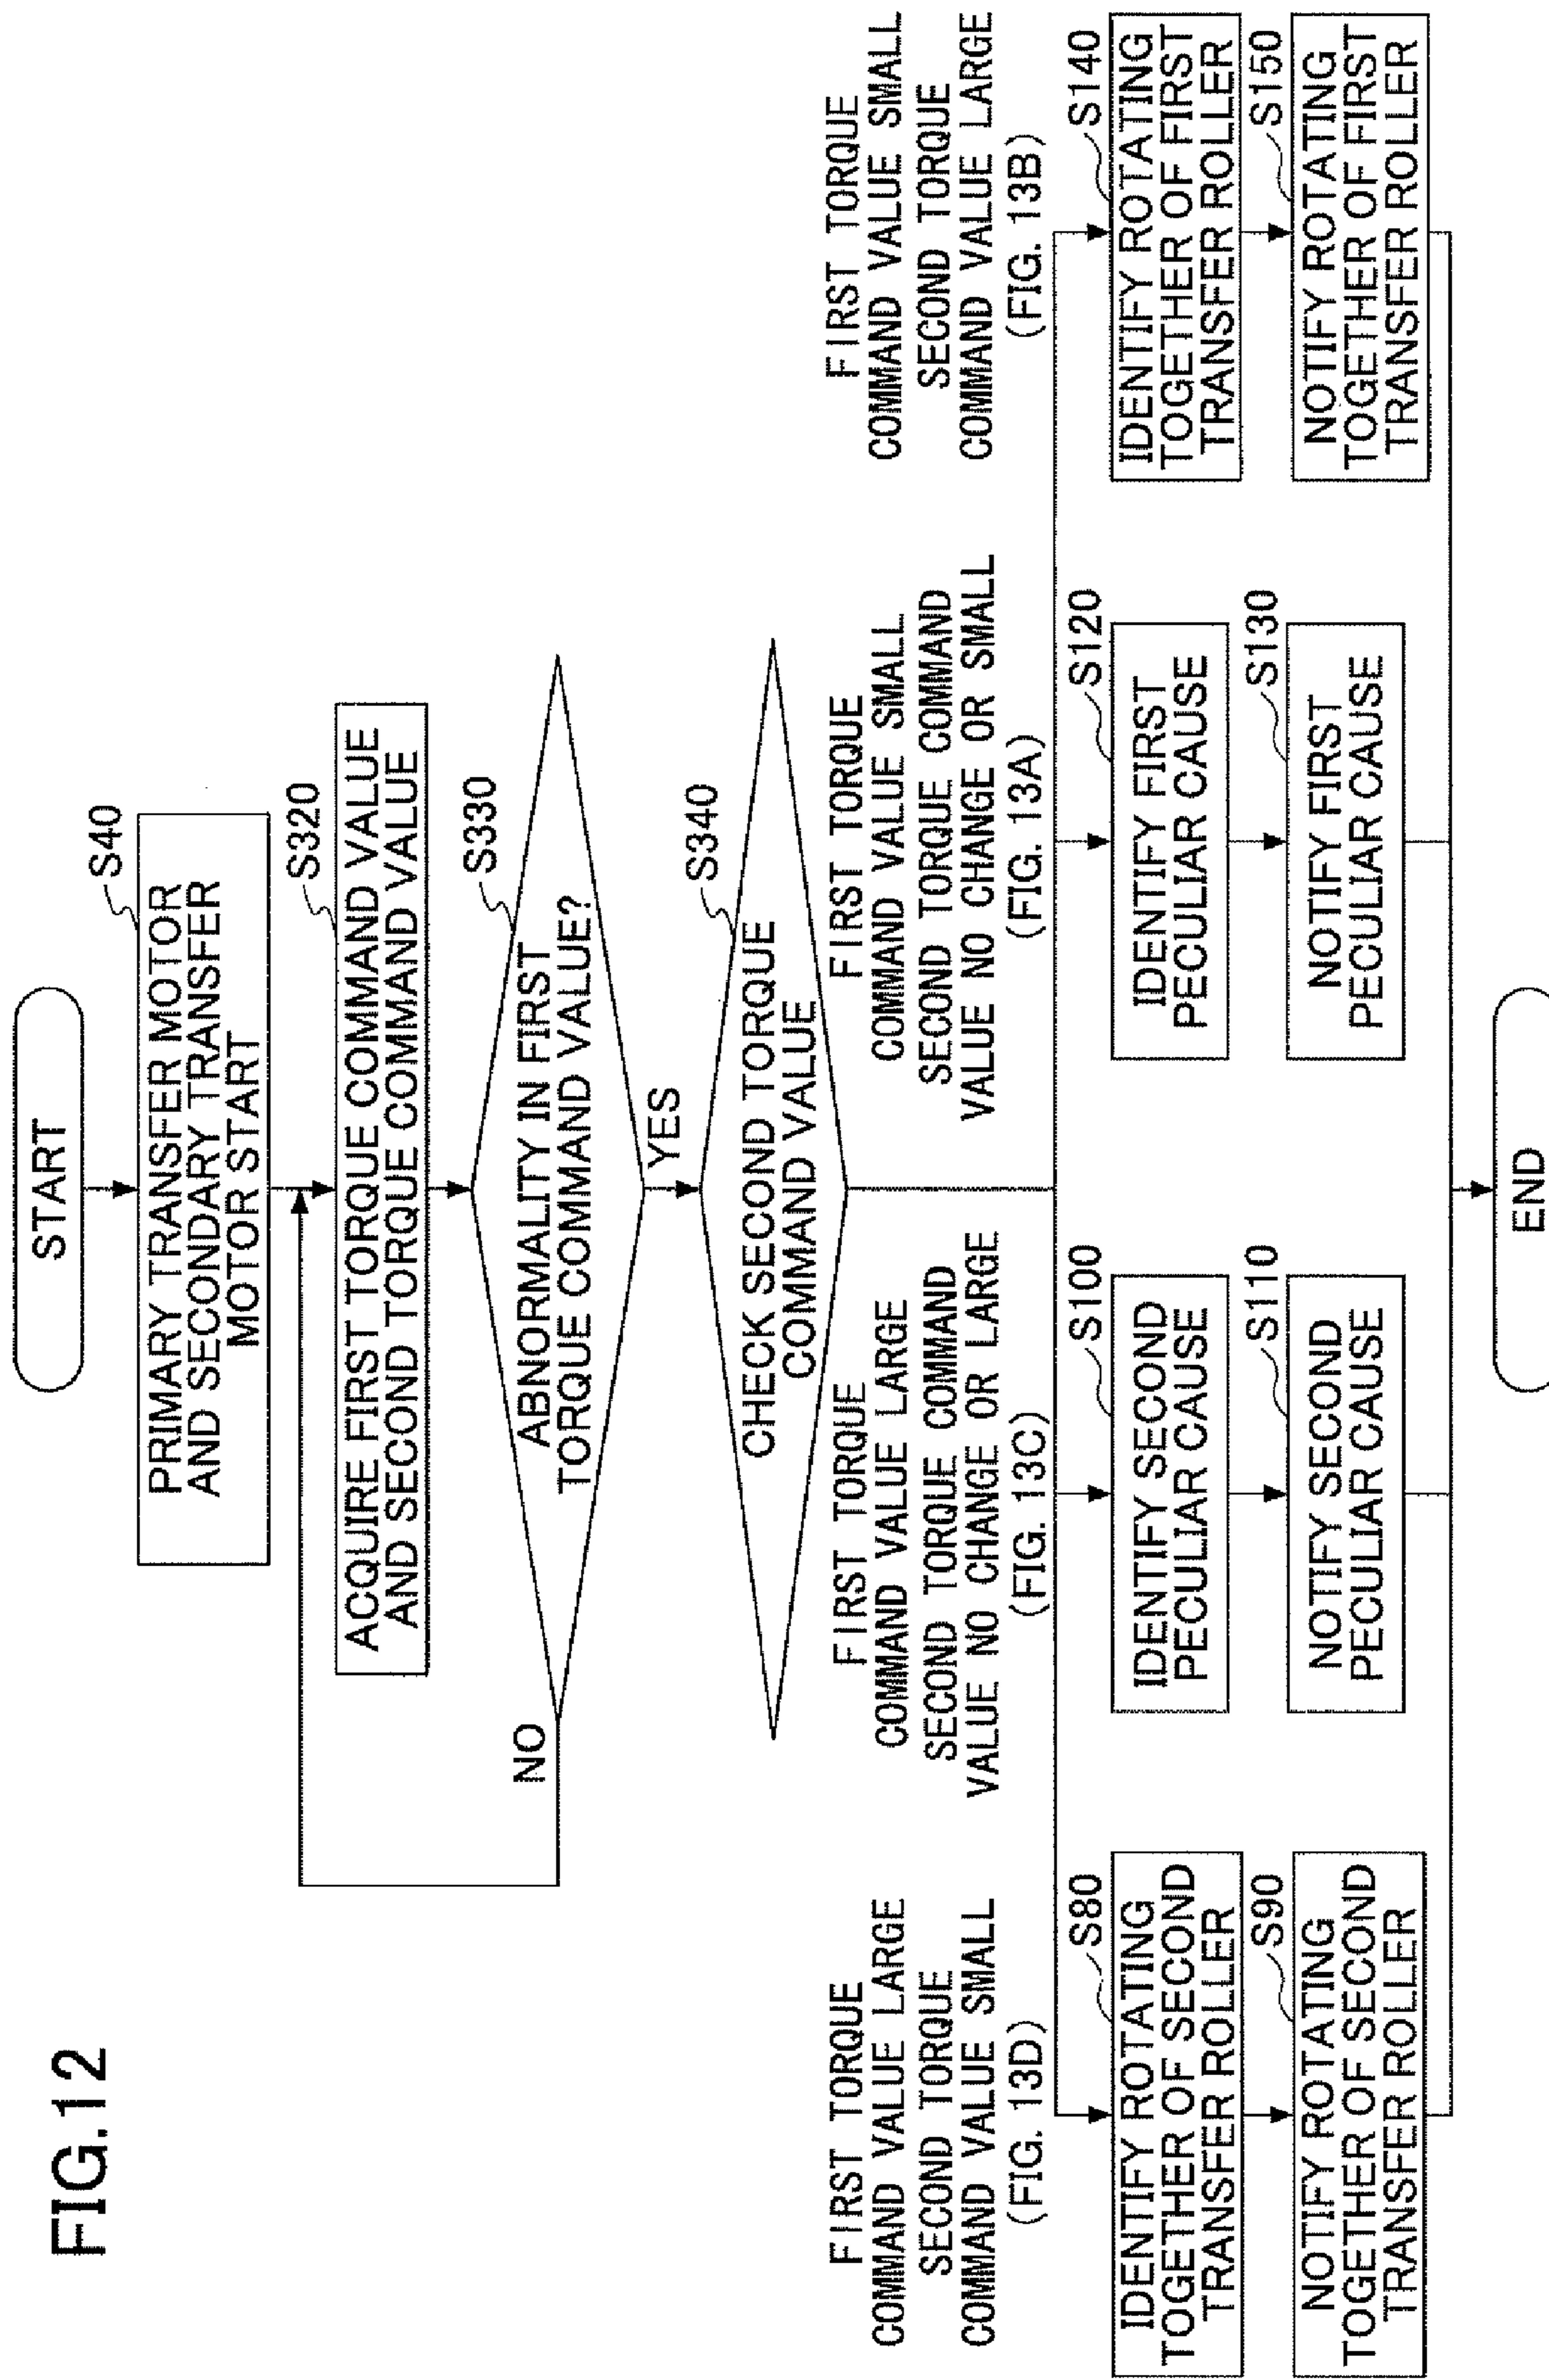 FIG.12
START
S40
PRIMARY TRANSFER MOTOR
AND SECONDARY TRANSFER
MOTOR START
S320
ACQUIRE FIRST TORQUE COMMAND VALUE
AND SECOND TORQUE COMMAND VALUE
S330
ABNORMALITY IN FIRST
TORQUE COMMAND VALUE?
NO
YES
S340
CHECK SECOND TORQUE
COMMAND VALUE
FIRST TORQUE
COMMAND VALUE LARGE
SECOND TORQUE
COMMAND VALUE SMALL
(FIG. 13D)
S80
IDENTIFY ROTATING
TOGETHER OF SECOND
TRANSFER ROLLER
S90
NOTIFY ROTATING
TOGETHER OF SECOND
TRANSFER ROLLER
FIRST TORQUE
COMMAND VALUE LARGE
SECOND TORQUE COMMAND
VALUE NO CHANGE OR LARGE
(FIG. 13C)
S100
IDENTIFY SECOND
PECULIAR CAUSE
S110
NOTIFY SECOND
PECULIAR CAUSE
FIRST TORQUE
COMMAND VALUE SMALL
SECOND TORQUE COMMAND
VALUE NO CHANGE OR SMALL
(FIG. 13A)
S120
IDENTIFY FIRST
PECULIAR CAUSE
S130
NOTIFY FIRST
PECULIAR CAUSE
FIRST TORQUE
COMMAND VALUE SMALL
SECOND TORQUE
COMMAND VALUE LARGE
(FIG. 13B)
S140
IDENTIFY ROTATING
TOGETHER OF FIRST
TRANSFER ROLLER
S150
NOTIFY ROTATING
TOGETHER OF FIRST
TRANSFER ROLLER
END